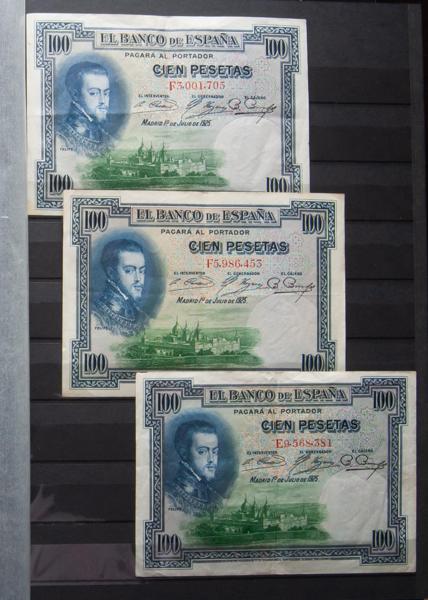 100 EL BANCO DE ESPAÑA 100
PAGARÁ AL PORTADOR
CIEN PESETAS
F3.001.705
EL INTERVENTOR EL GOBERNADOR EL CAJERO
MADRID 1º DE JULIO DE 1925.
FELIPE
100 100
100 EL BANCO DE ESPAÑA 100
PAGARÁ AL PORTADOR
CIEN PESETAS
F5.986.453
EL INTERVENTOR EL GOBERNADOR EL CAJERO
MADRID 1º DE JULIO DE 1925.
FELIPE
100 100
100 EL BANCO DE ESPAÑA 100
PAGARÁ AL PORTADOR
CIEN PESETAS
E9.568.381
EL INTERVENTOR EL GOBERNADOR EL CAJERO
MADRID 1º DE JULIO DE 1925.
FELIPE
100 100